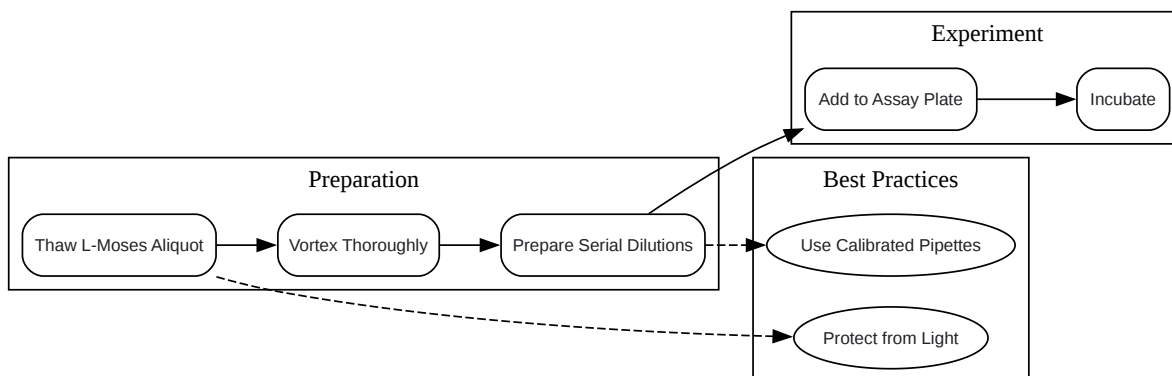 Experiment
Add to Assay Plate
Incubate
Preparation
Thaw L-Moses Aliquot
Vortex Thoroughly
Prepare Serial Dilutions
Best Practices
Use Calibrated Pipettes
Protect from Light